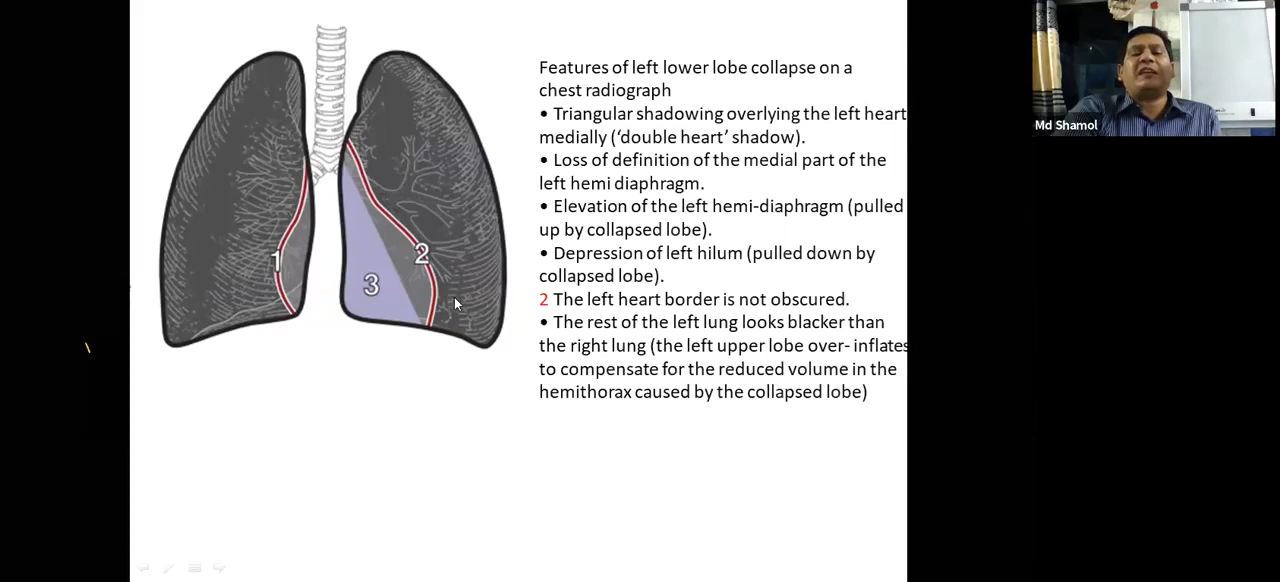 Features of left lower lobe collapse on a
chest radiograph
• Triangular shadowing overlying the left heart
medially (‘double heart’ shadow).
• Loss of definition of the medial part of the
left hemi diaphragm.
• Elevation of the left hemi-diaphragm (pulled
up by collapsed lobe).
• Depression of left hilum (pulled down by
collapsed lobe).
2 The left heart border is not obscured.
• The rest of the left lung looks blacker than
the right lung (the left upper lobe over- inflates
to compensate for the reduced volume in the
hemithorax caused by the collapsed lobe)
1
2
3
Md Shamol